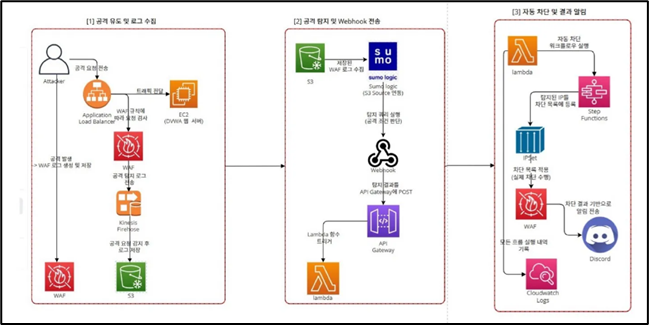 [1] 공격 유도 및 로그 수집
Attacker
공격 요청 전송
Application
Load Balancer
트래픽 전달
EC2
(DVWA 웹 서버)
WAF 규칙에
따라 요청 검사
WAF
공격 탐지 로그
전송
공격 발생
-> WAF 로그 생성 및 저장
Kinesis
Firehose
공격 요청 감지 후
로그 저장
WAF
S3
[2] 공격 탐지 및 Webhook 전송
S3
저장된
WAF 로그 수집
sumo logic
Sumo logic
(S3 Source 연동)
탐지 쿼리 실행
(공격 조건 판단)
Webhook
탐지 결과를
API Gateway에 POST
API
Gateway
Lambda 함수
트리거
lambda
[3] 자동 차단 및 결과 알림
lambda
자동 차단
워크플로우 실행
Step
Functions
탐지된 IP를
차단 목록에 등록
IPSet
차단 목록 적용
(실제 차단 수행)
WAF
차단 결과 기반으로
알림 전송
Discord
모든 흐름 실행 내역
기록
Cloudwatch
Logs